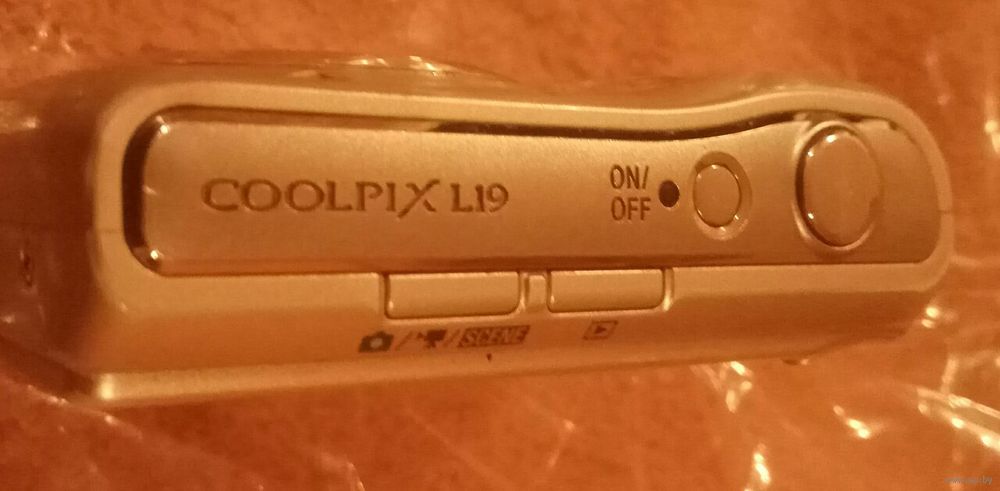 COOLPIX L19
ON/
OFF
SCENE